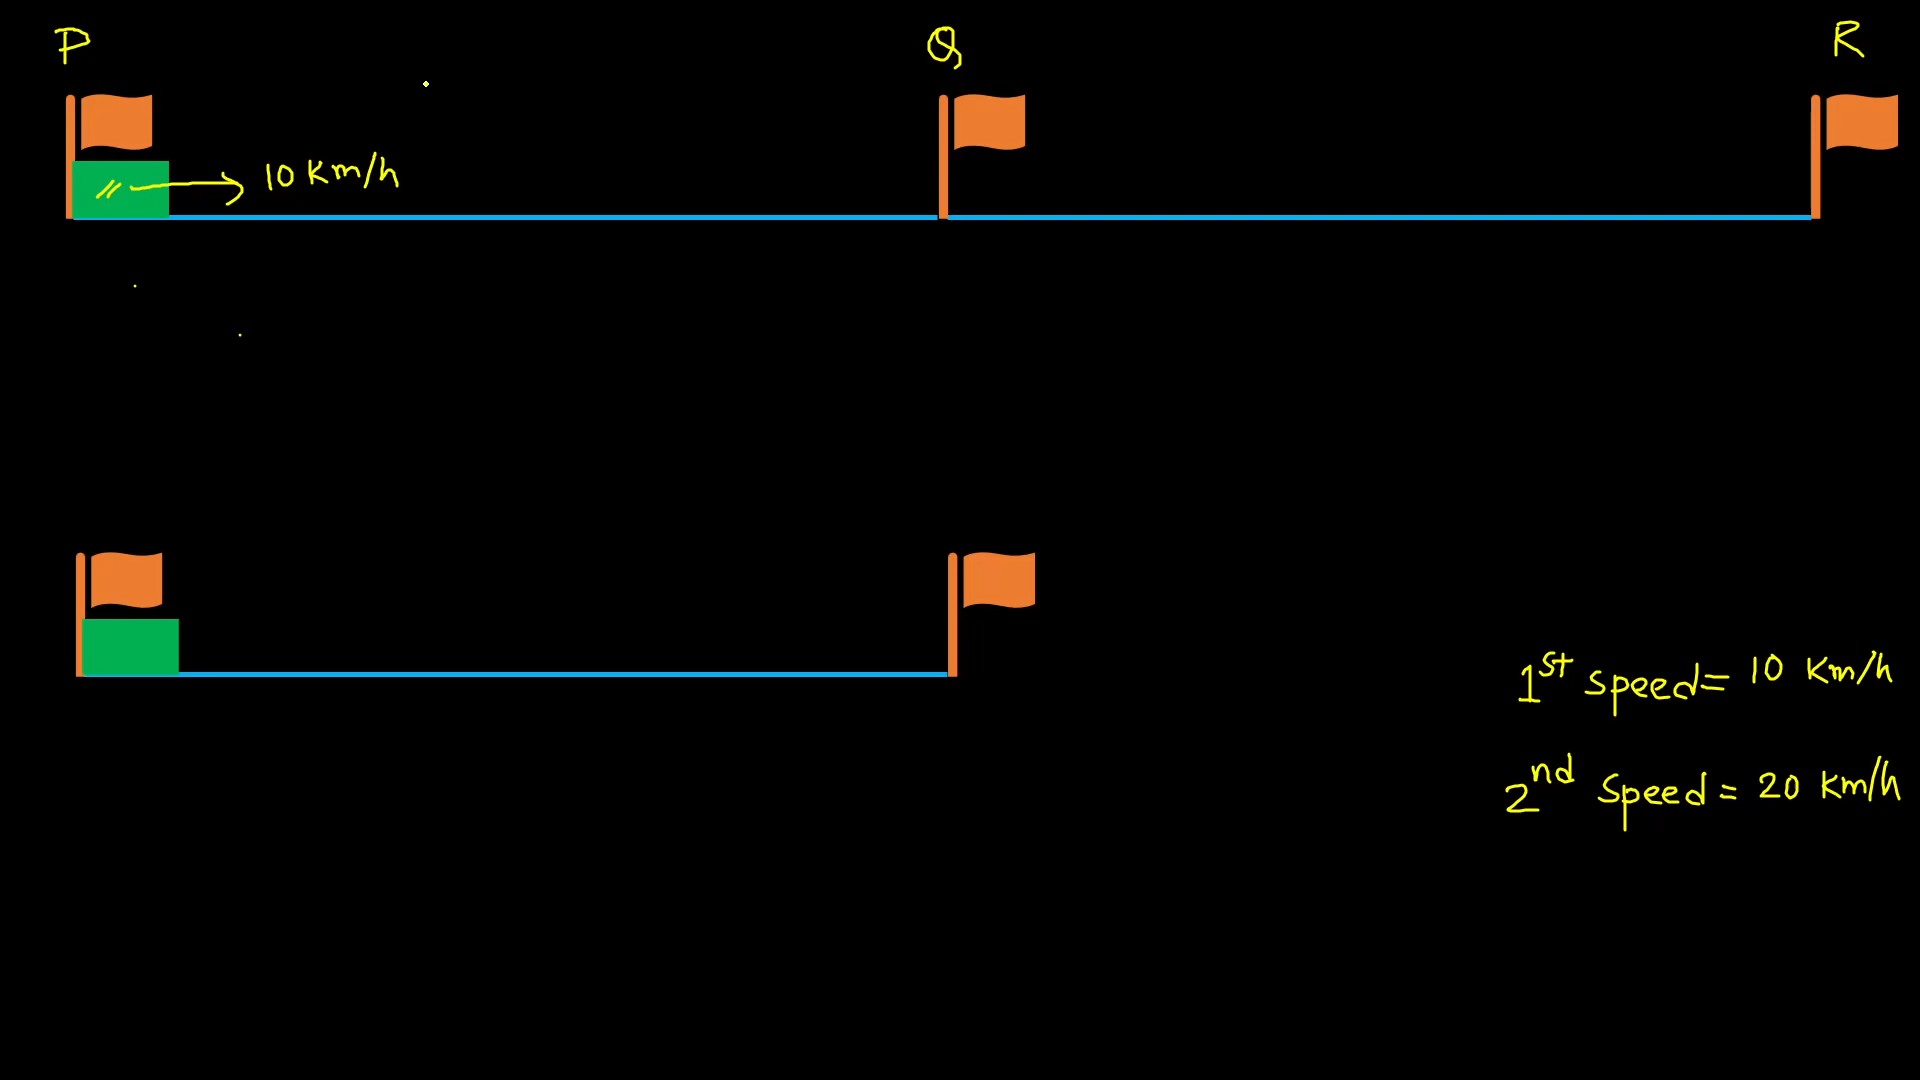 P Q R
10 Km/h
1st speed= 10 Km/h
2nd Speed = 20 Km/h